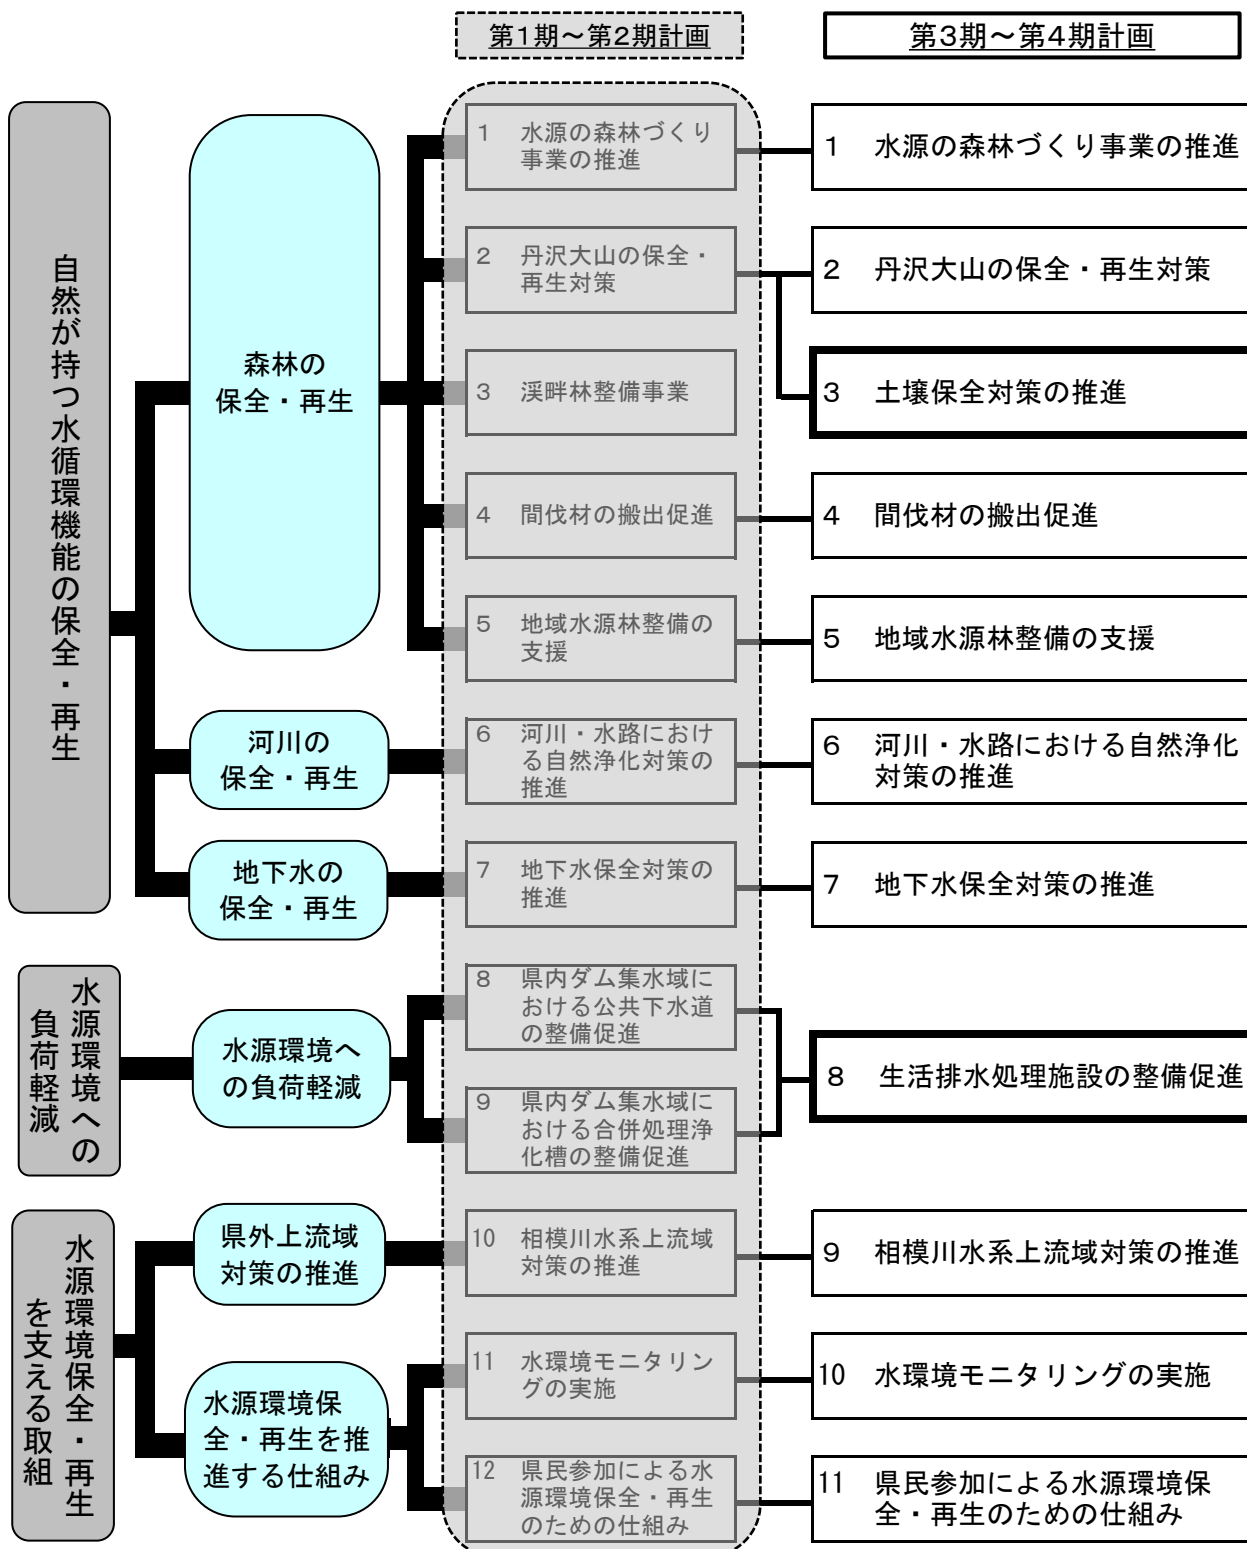 第1期～第2期計画
第3期～第4期計画
自然が持つ水循環機能の保全・再生
森林の
保全・再生
1 水源の森林づくり
事業の推進
1 水源の森林づくり事業の推進
2 丹沢大山の保全・
再生対策
2 丹沢大山の保全・再生対策
3 渓畔林整備事業
3 土壌保全対策の推進
4 間伐材の搬出促進
4 間伐材の搬出促進
5 地域水源林整備の
支援
5 地域水源林整備の支援
河川の
保全・再生
6 河川・水路におけ
る自然浄化対策の
推進
6 河川・水路における自然浄化
対策の推進
地下水の
保全・再生
7 地下水保全対策の
推進
7 地下水保全対策の推進
水源環境への
負荷軽減
水源環境へ
の負荷軽減
8 県内ダム集水域に
おける公共下水道
の整備促進
9 県内ダム集水域に
おける合併処理浄
化槽の整備促進
8 生活排水処理施設の整備促進
水源環境保全・再生
を支える取組
県外上流域
対策の推進
10 相模川水系上流域
対策の推進
9 相模川水系上流域対策の推進
水源環境保
全・再生を推
進する仕組み
11 水環境モニタリン
グの実施
10 水環境モニタリングの実施
12 県民参加による水
源環境保全・再生
のための仕組み
11 県民参加による水源環境保
全・再生のための仕組み